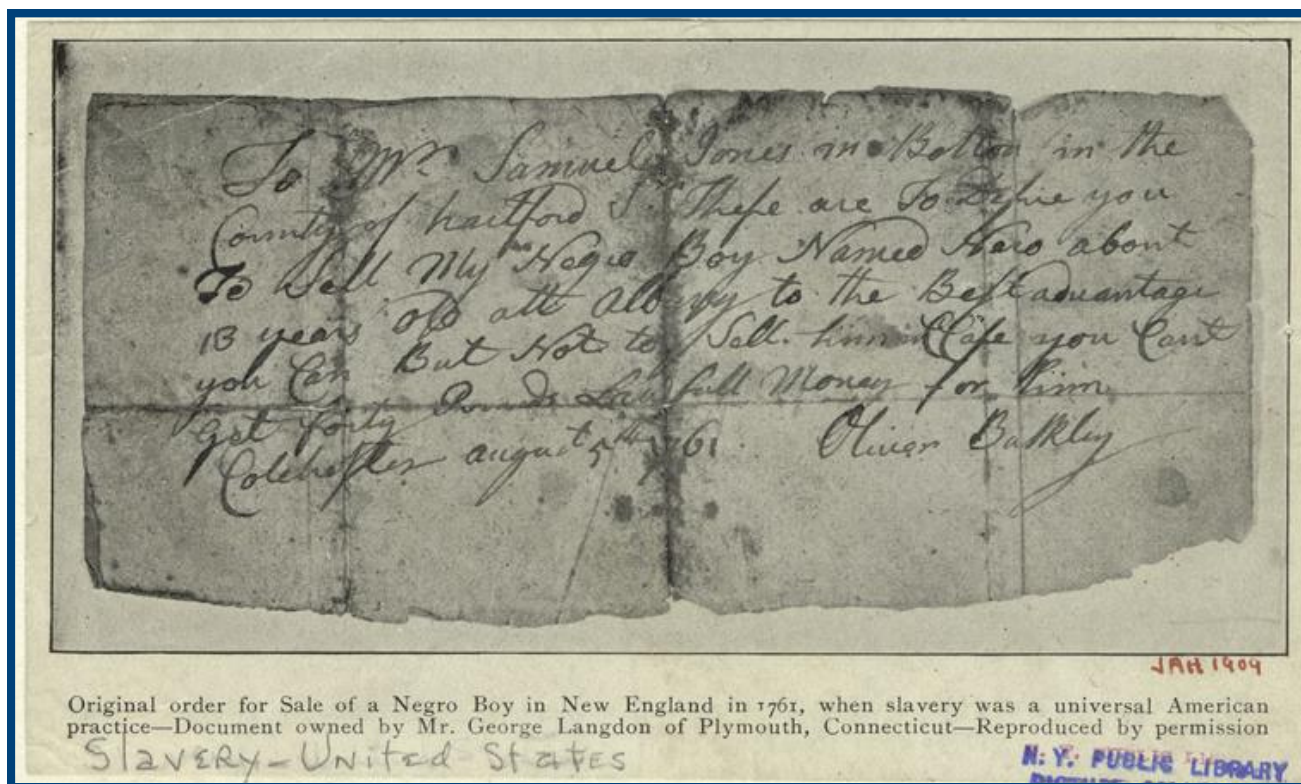 To Mr Samuel Jones in Bolton in the
County of hartford Sr These are To Desire you
To Sell My Negro Boy Named Nero about
13 years old att Albany to the Best advantage
you Can But Not to Sell him in Case you Cant
get forty Pounds Lawfull Money for him
Colchester august 5th 1761 Oliver Bulkley
JAH 1909
Original order for Sale of a Negro Boy in New England in 1761, when slavery was a universal American
practice—Document owned by Mr. George Langdon of Plymouth, Connecticut—Reproduced by permission
Slavery-United States
N. Y. PUBLIC LIBRARY